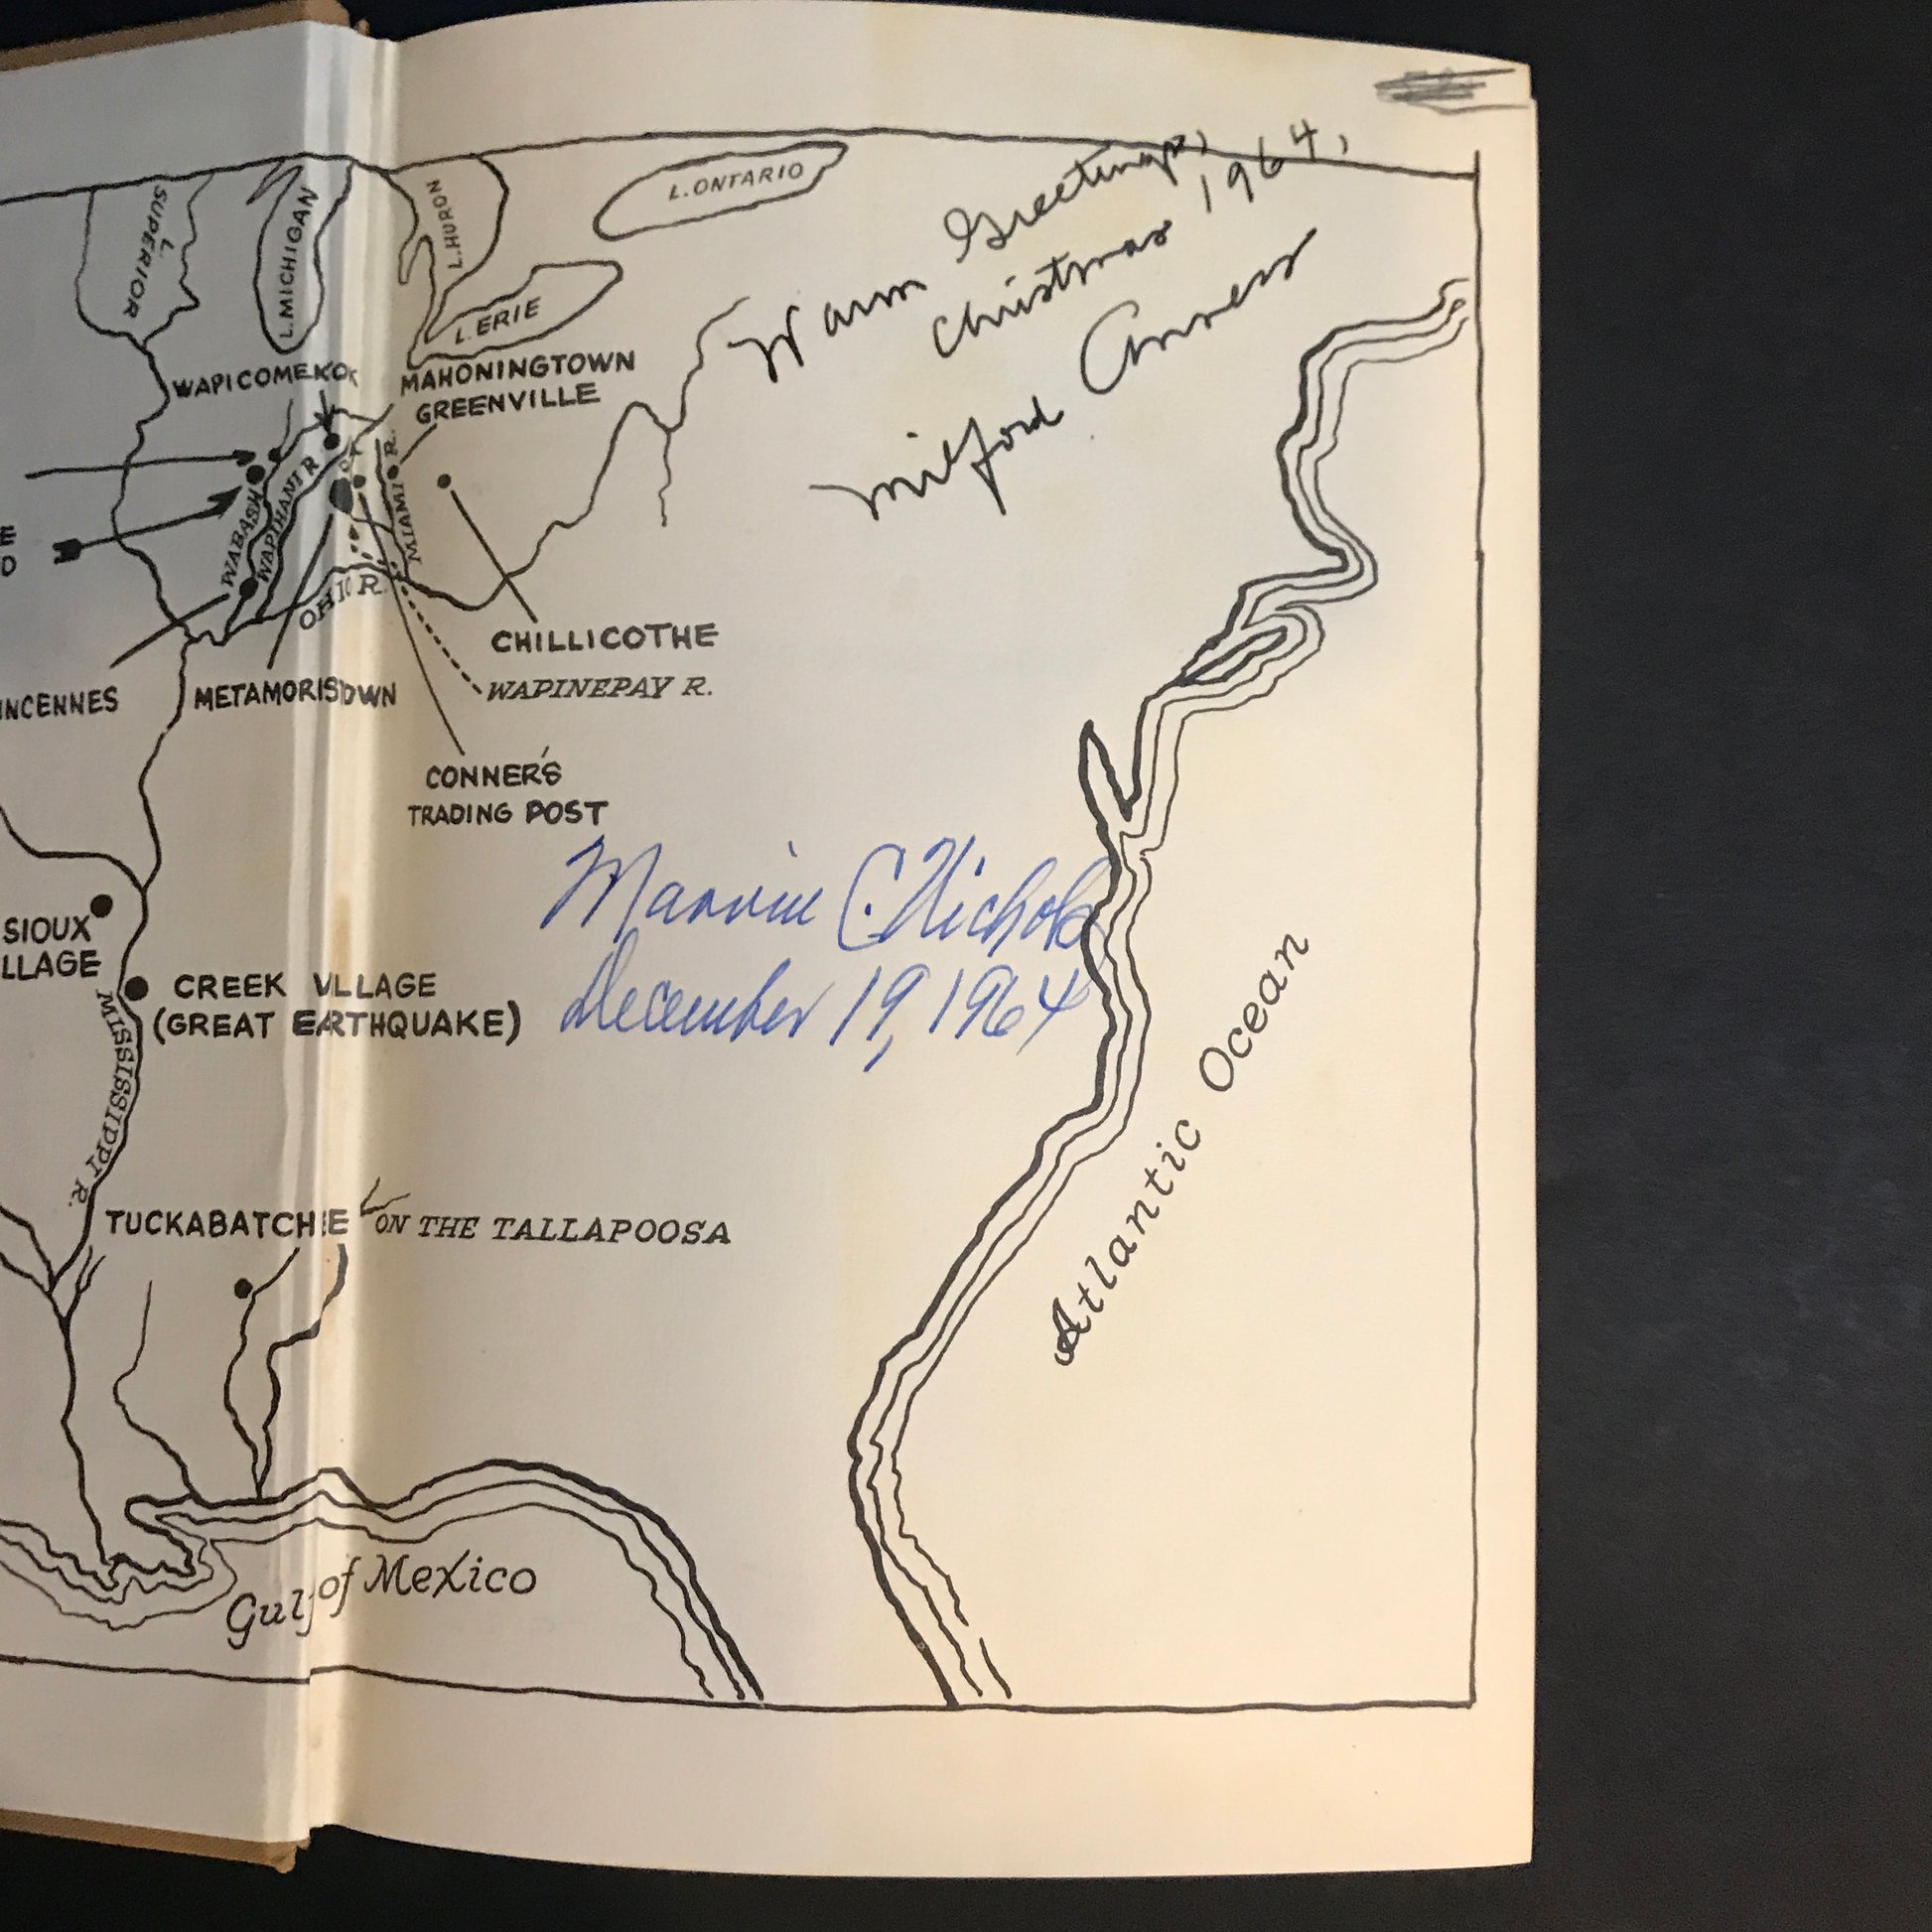 L. SUPERIOR
L. MICHIGAN
L. HURON
L. ONTARIO
L. ERIE
Warm Greetings,
Christmas 1964,
Milford Anness
WAPICOMEKOK
MAHONINGTOWN
GREENVILLE
WABASH
WAPIHANI R.
MIAMI R.
E
D
OHIO R.
CHILLICOTHE
WAPINEPAY R.
INCENNES
METAMORISTOWN
CONNER'S
TRADING POST
Marvin C. Nichols
December 19, 1964
SIOUX
LLAGE
CREEK VLLAGE
(GREAT EARTHQUAKE)
MISSISSIPPI R.
Atlantic Ocean
TUCKABATCHIE ON THE TALLAPOOSA
Gulf of Mexico